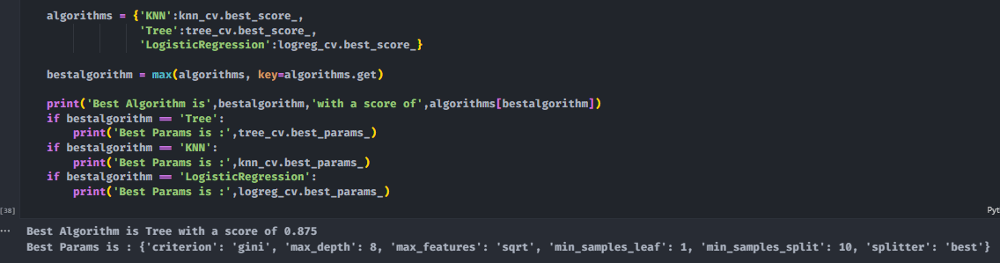 algorithms = {'KNN':knn_cv.best_score_,
'Tree':tree_cv.best_score_,
'LogisticRegression':logreg_cv.best_score_}
bestalgorithm = max(algorithms, key=algorithms.get)
print('Best Algorithm is',bestalgorithm,'with a score of',algorithms[bestalgorithm])
if bestalgorithm == 'Tree':
print('Best Params is :',tree_cv.best_params_)
if bestalgorithm == 'KNN':
print('Best Params is :',knn_cv.best_params_)
if bestalgorithm == 'LogisticRegression':
print('Best Params is :',logreg_cv.best_params_)
[38]
Pyt
... Best Algorithm is Tree with a score of 0.875
Best Params is : {'criterion': 'gini', 'max_depth': 8, 'max_features': 'sqrt', 'min_samples_leaf': 1, 'min_samples_split': 10, 'splitter': 'best'}